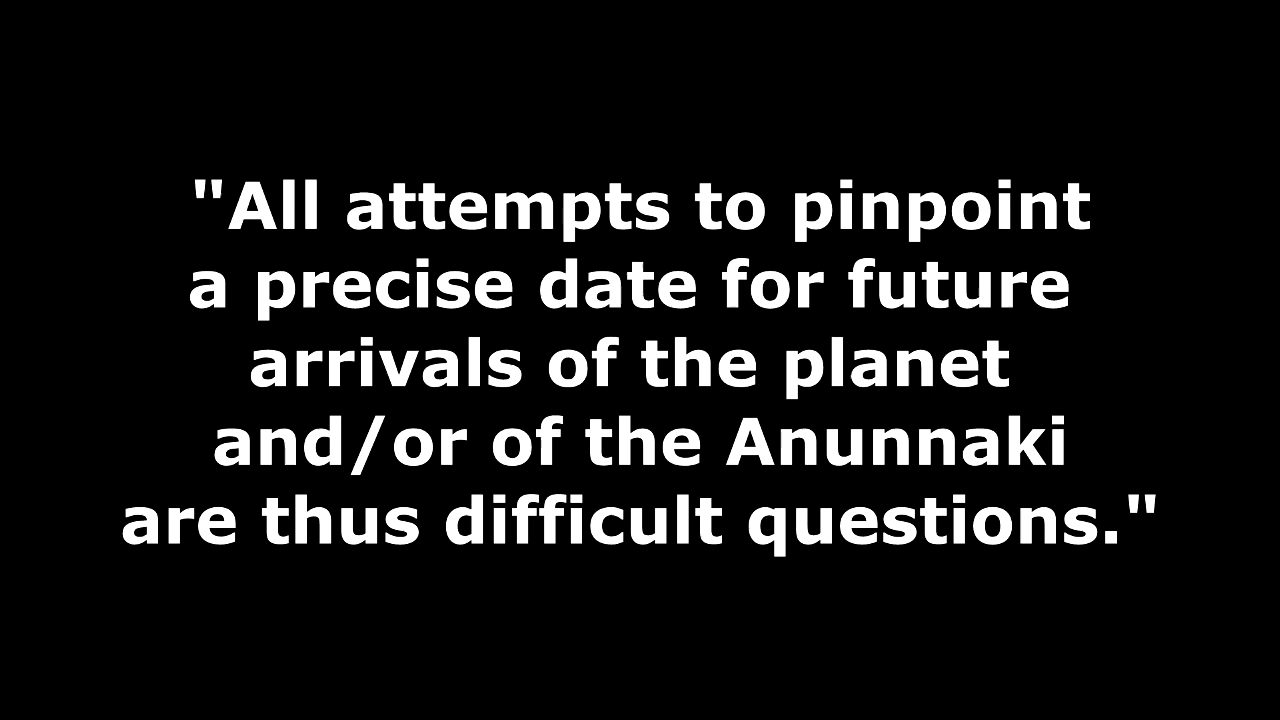 "All attempts to pinpoint
a precise date for future
arrivals of the planet
and/or of the Anunnaki
are thus difficult questions."